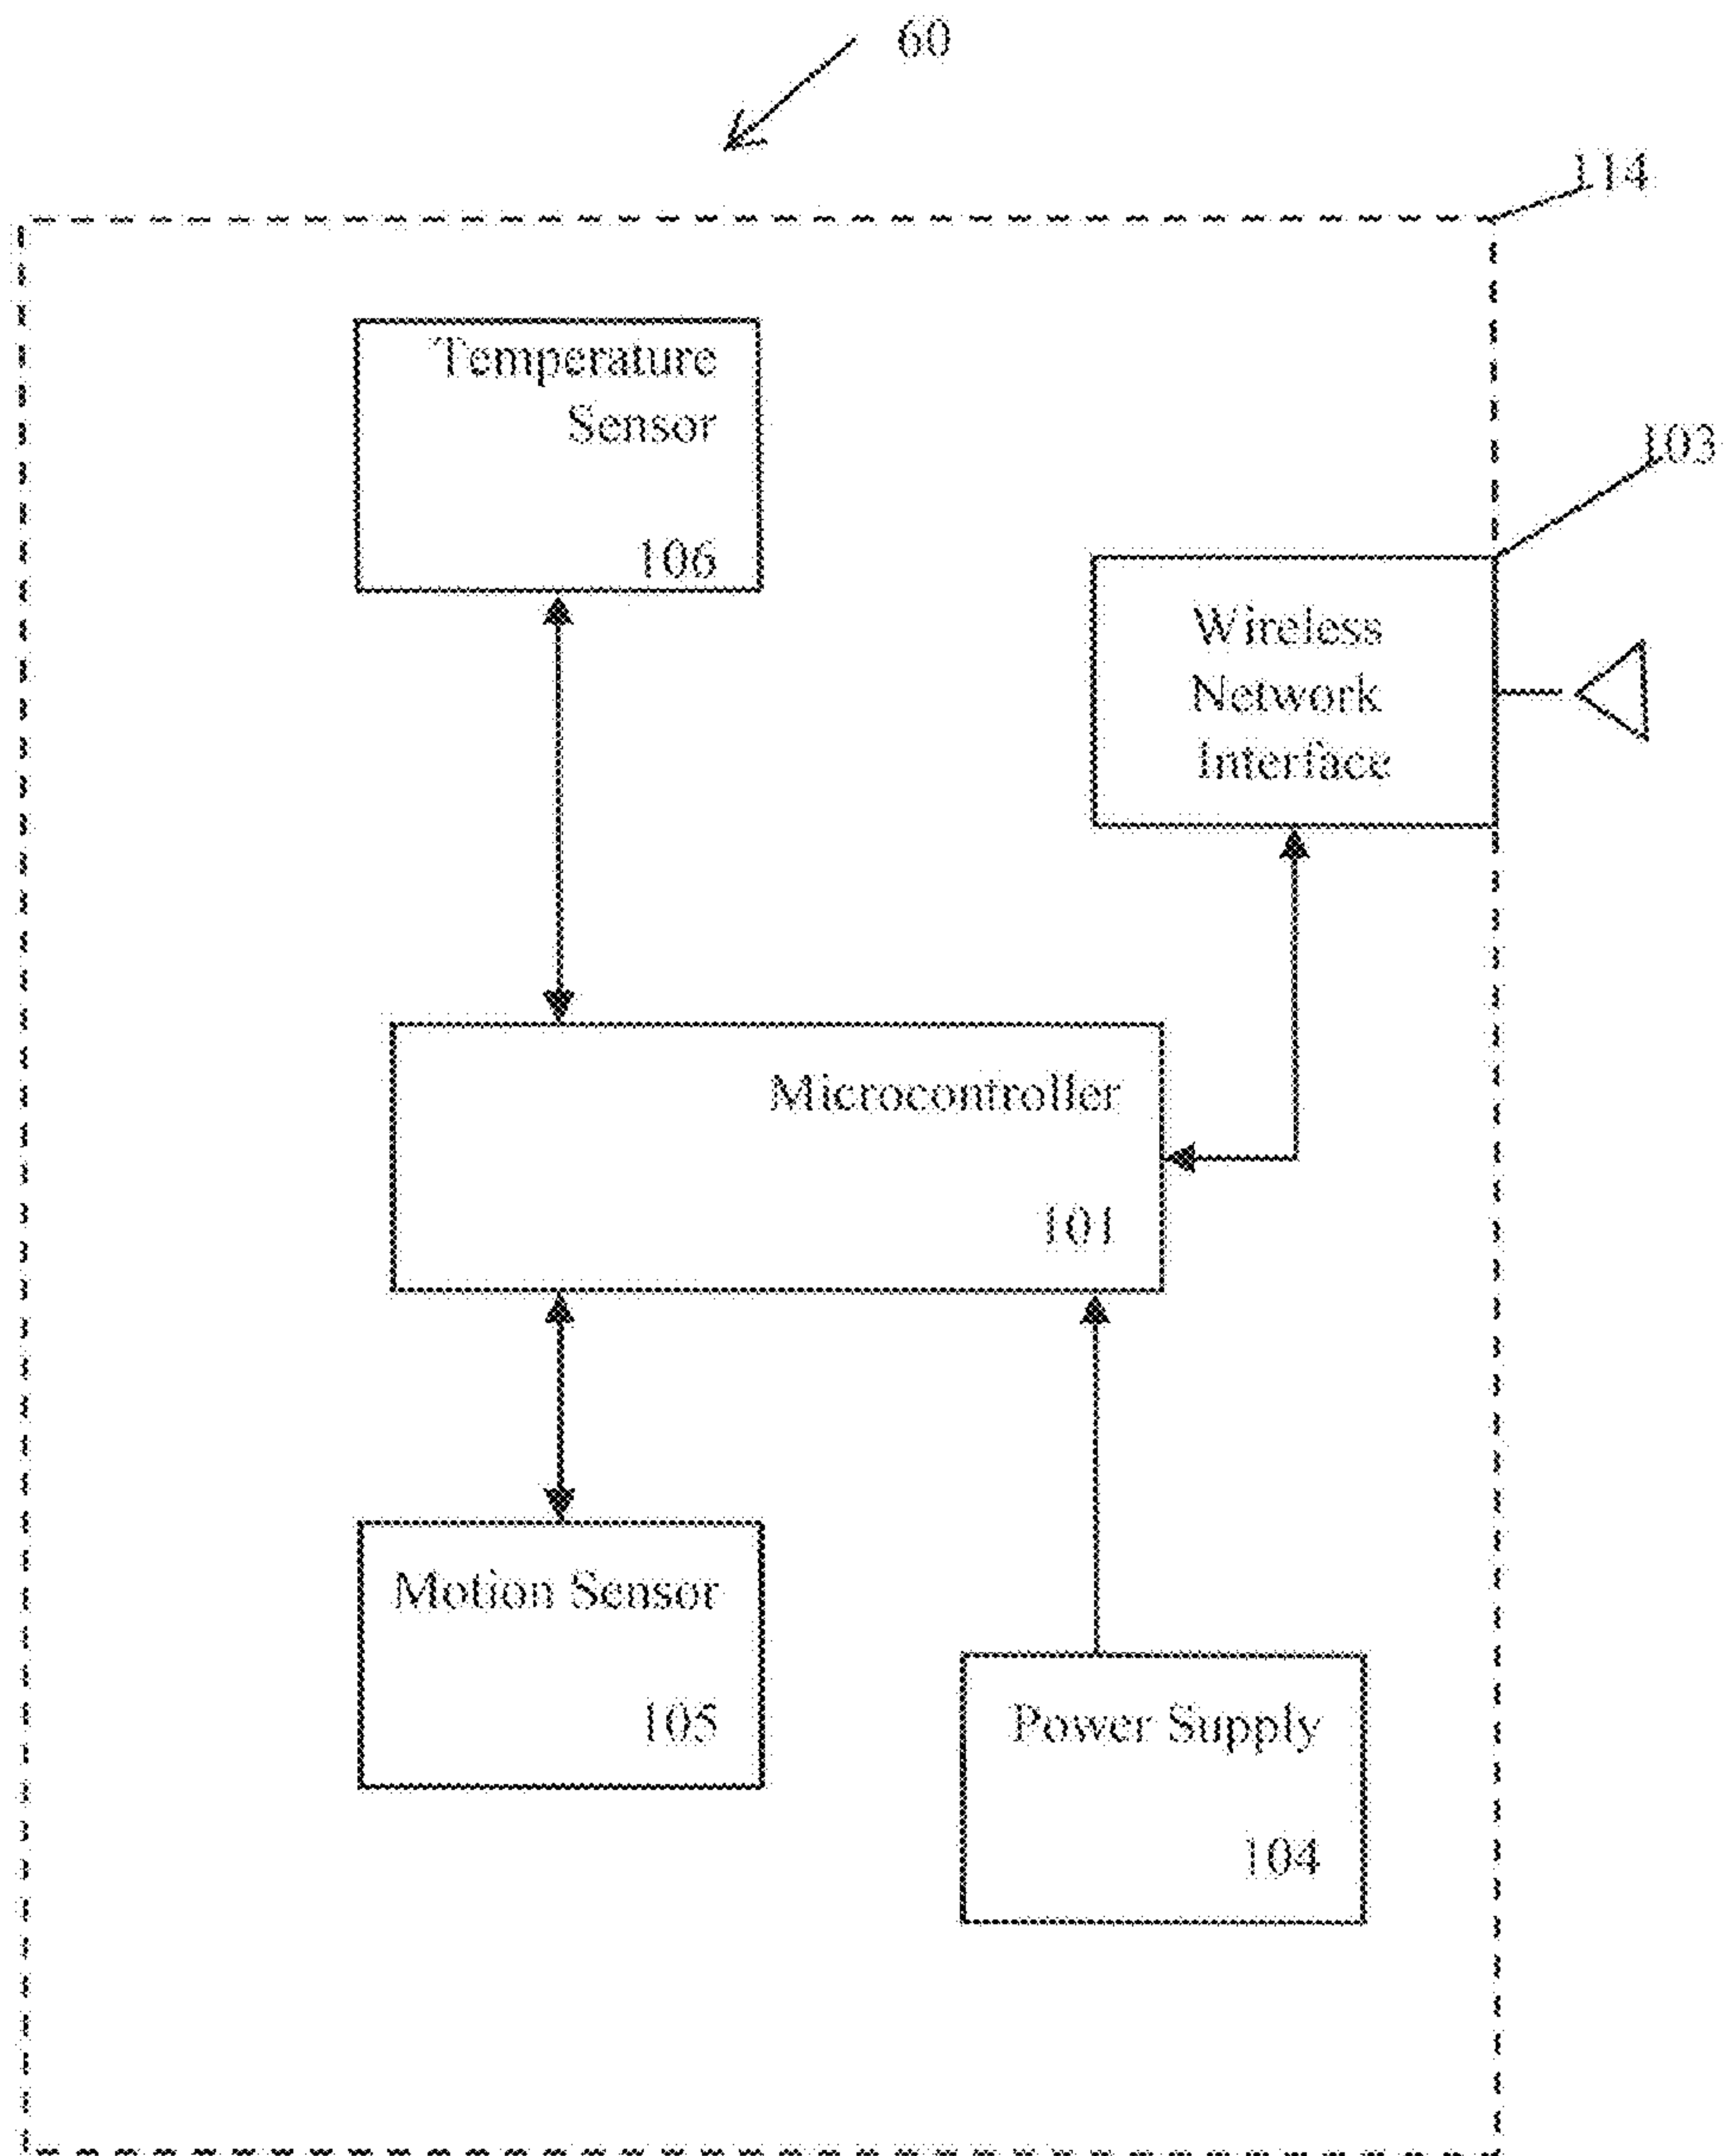 60
114
Temperature
Sensor
106
103
Wireless
Network
Interface
Microcontroller
101
Motion Sensor
105
Power Supply
104